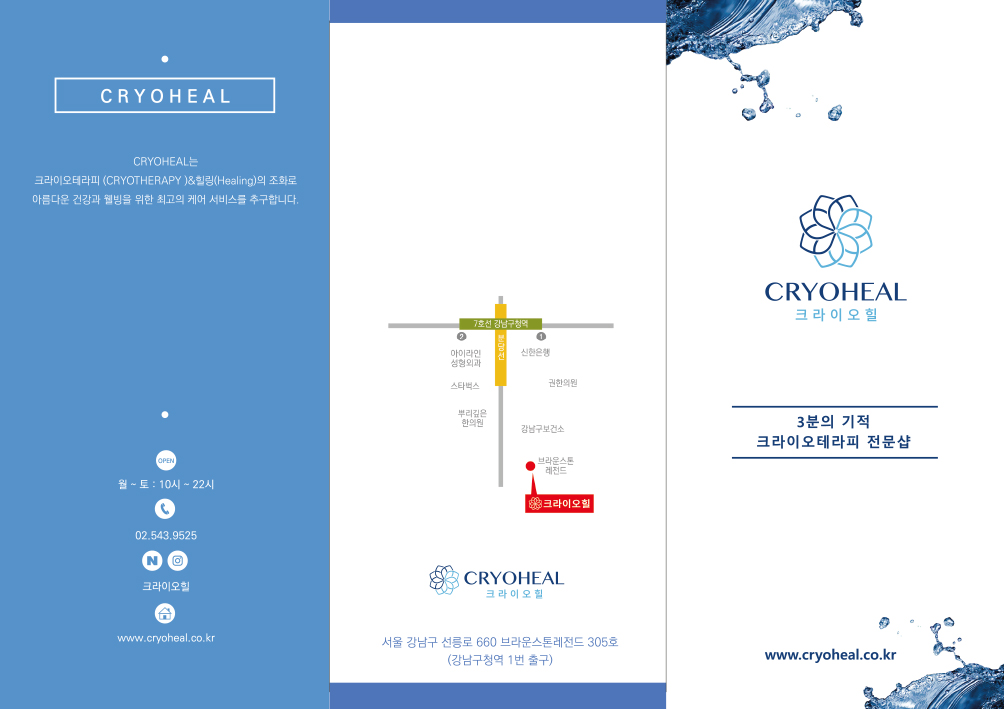 CRYOHEAL
CRYOHEAL는
크라이오테라피 (CRYOTHERAPY )&힐링(Healing)의 조화로
아름다운 건강과 웰빙을 위한 최고의 케어 서비스를 추구합니다.
OPEN
월 ~ 토 : 10시 ~ 22시
02.543.9525
N
크라이오힐
www.cryoheal.co.kr
7호선 강남구청역
2
1
분당선
아이라인
성형외과
신한은행
스타벅스
권한의원
뿌리깊은
한의원
강남구보건소
브라운스톤
레전드
크라이오힐
CRYOHEAL
크라이오힐
서울 강남구 선릉로 660 브라운스톤레전드 305호
(강남구청역 1번 출구)
CRYOHEAL
크라이오힐
3분의 기적
크라이오테라피 전문샵
www.cryoheal.co.kr